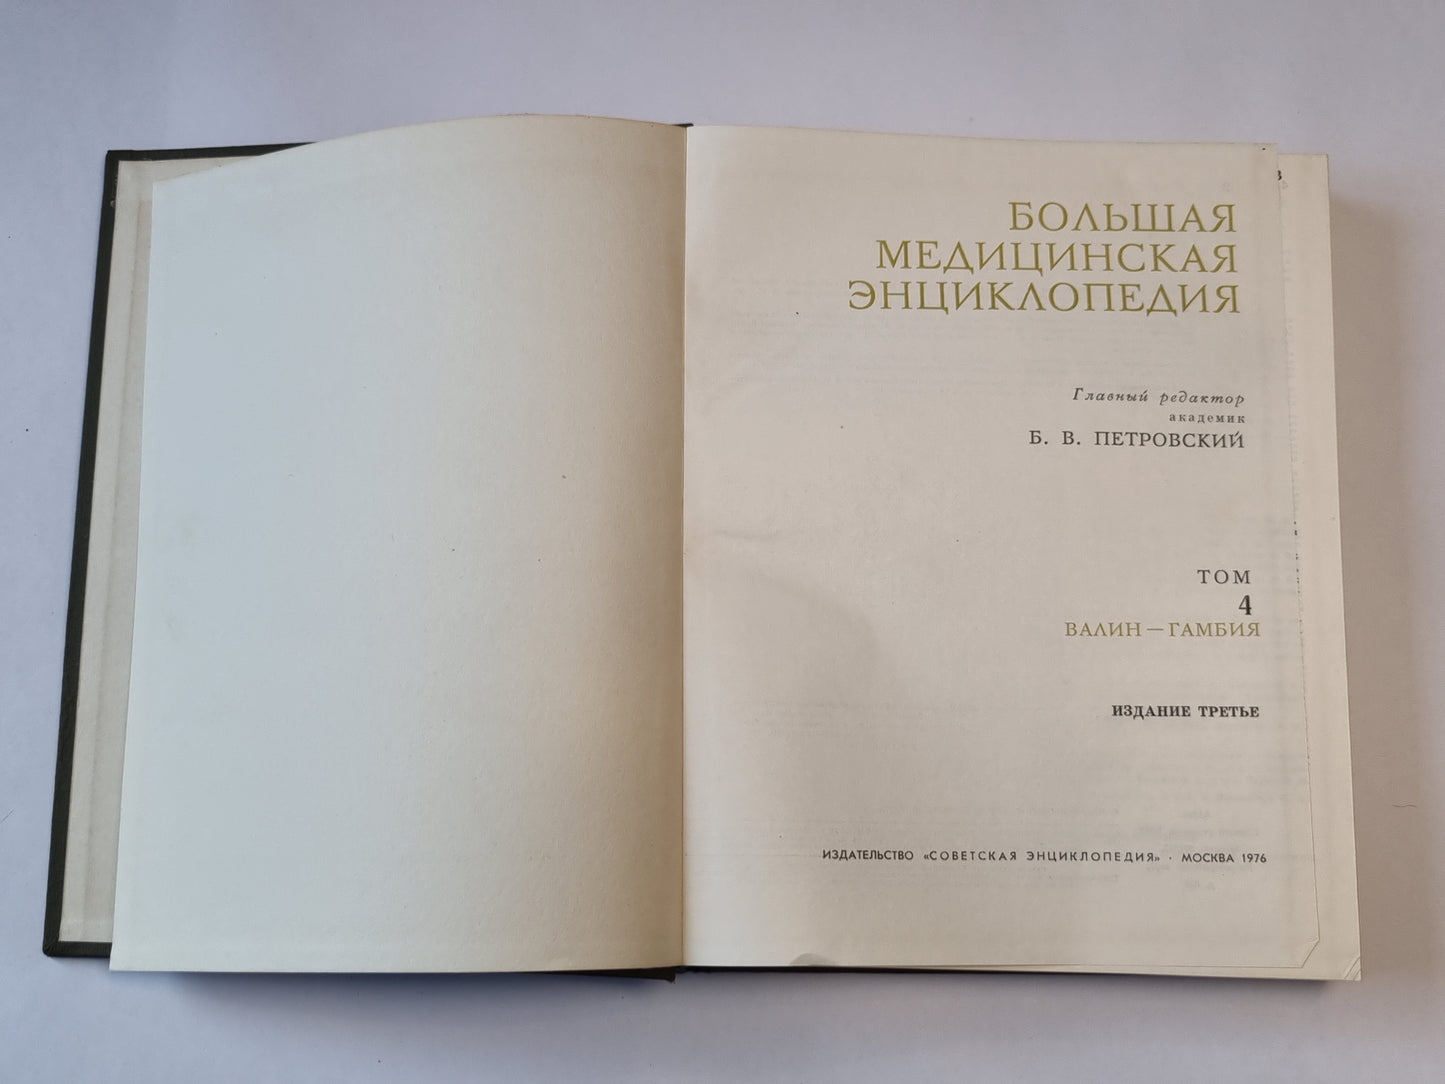 БОЛЬШАЯ
МЕДИЦИНСКАЯ
ЭНЦИКЛОПЕДИЯ
Главный редактор
академик
Б. В. ПЕТРОВСКИЙ
ТОМ
4
ВАЛИН — ГАМБИЯ
ИЗДАНИЕ ТРЕТЬЕ
ИЗДАТЕЛЬСТВО «СОВЕТСКАЯ ЭНЦИКЛОПЕДИЯ» · МОСКВА 1976